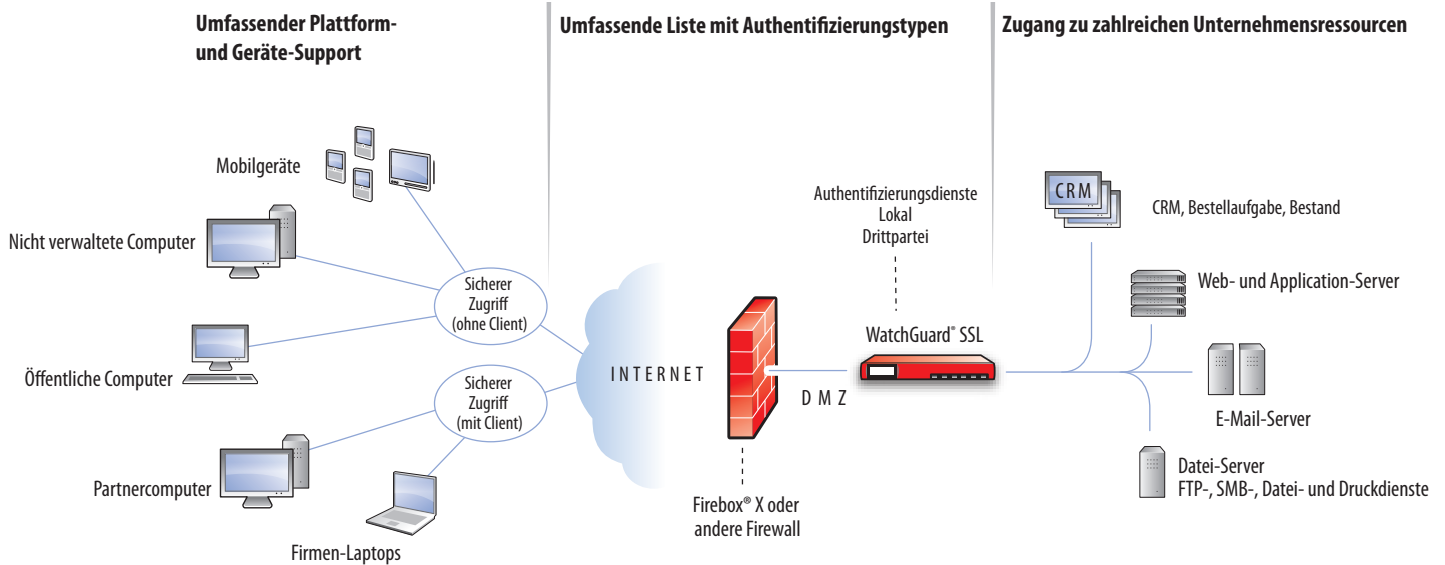 Umfassender Plattform-
und Geräte-Support
Umfassende Liste mit Authentifizierungstypen
Zugang zu zahlreichen Unternehmensressourcen
Mobilgeräte
Nicht verwaltete Computer
Öffentliche Computer
Partnercomputer
Firmen-Laptops
Sicherer
Zugriff
(ohne Client)
Sicherer
Zugriff
(mit Client)
INTERNET
Firebox® X oder
andere Firewall
DMZ
Authentifizierungsdienste
Lokal
Drittpartei
WatchGuard® SSL
CRM
CRM, Bestellaufgabe, Bestand
Web- und Application-Server
E-Mail-Server
Datei-Server
FTP-, SMB-, Datei- und Druckdienste